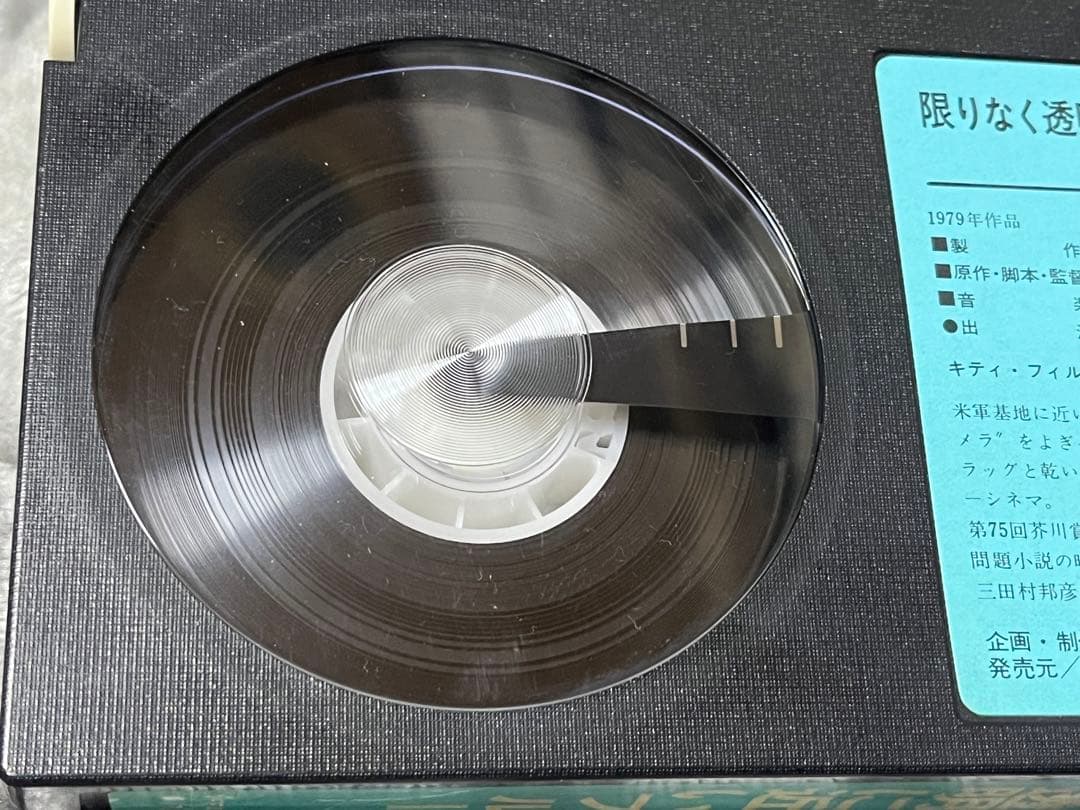 限りなく透
1979年作品
■製 作
■原作・脚本・監督
■音
●出
キティ・フィル
米軍基地に近い
メラ”をよぎ
ラッグと乾い
ーシネマ。
第75回芥川賞
問題小説の
三田村邦彦
企画・制
発売元／